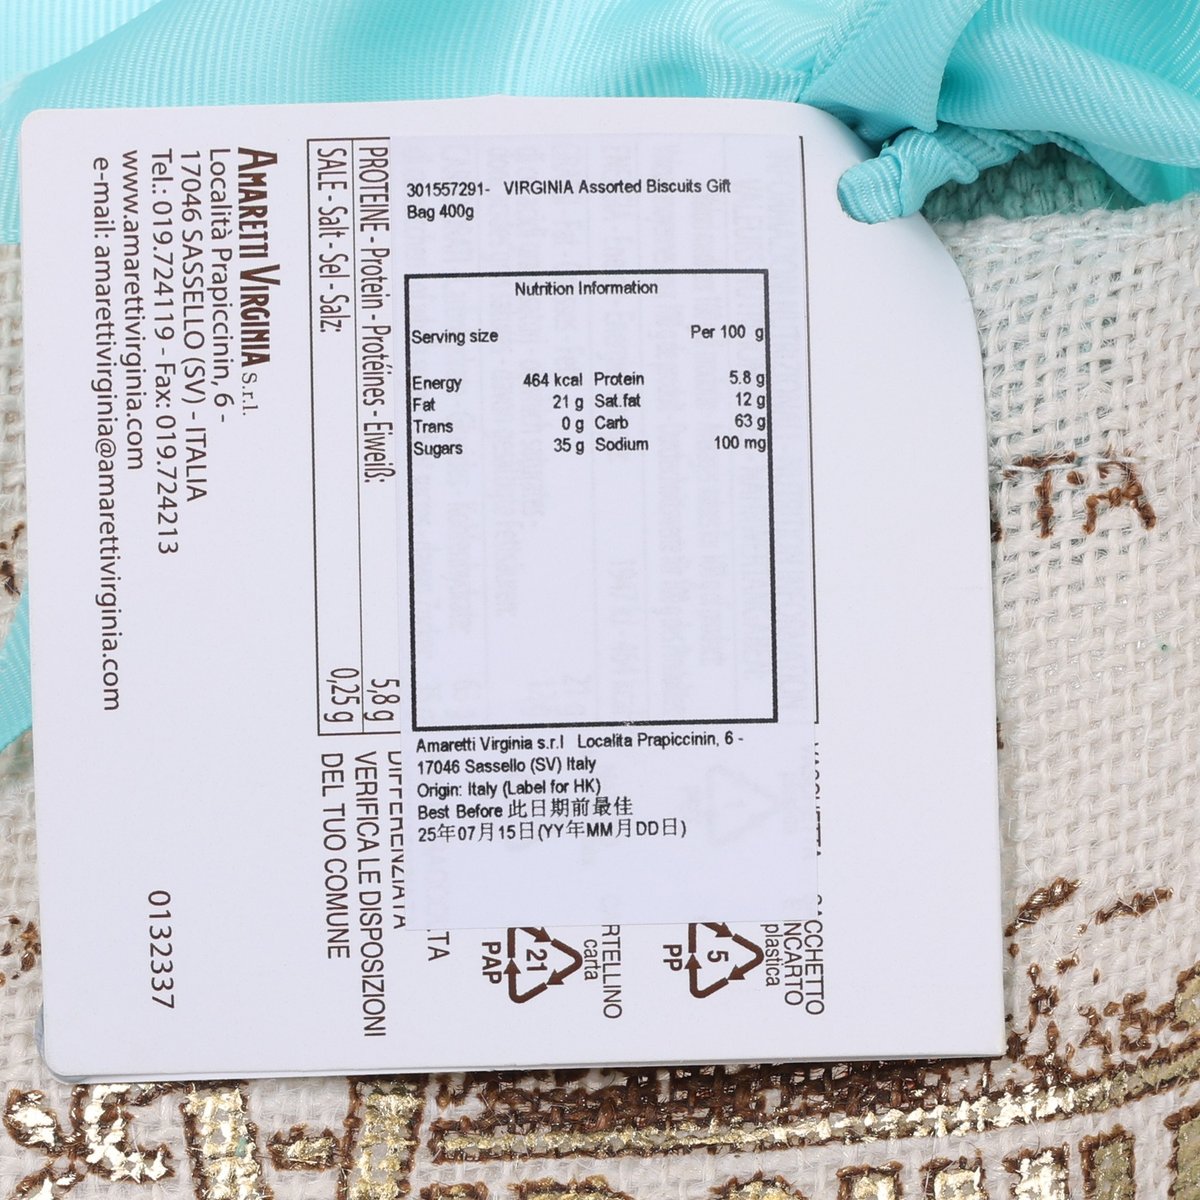 301557291- VIRGINIA Assorted Biscuits Gift
Bag 400g
Nutrition Information
Serving size Per 100 g
Energy 464 kcal Protein 5.8 g
Fat 21 g Sat.fat 12 g
Trans 0 g Carb 63 g
Sugars 35 g Sodium 100 mg
Amaretti Virginia s.r.l Localita Prapiccinin, 6 -
17046 Sassello (SV) Italy
Origin: Italy (Label for HK)
Best Before 此日期前最佳
25年07月15日(YY年MM月DD日)
PROTEINE - Protein - Protéines - Eiweiß: 5,8 g
SALE - Salt - Sel - Salz: 0,25 g
AMARETTI VIRGINIA s.r.l.
Località Prapiccinin, 6 -
17046 SASSELLO (SV) - ITALIA
Tel.: 019.724119 - Fax: 019.724213
www.amarettivirginia.com
e-mail: amarettivirginia@amarettivirginia.com
SACCHETTO
INCARTO
plastica
5
PP
CARTELLINO
carta
21
PAP
DIFFERENZIATA
VERIFICA LE DISPOSIZIONI
DEL TUO COMUNE
0132337